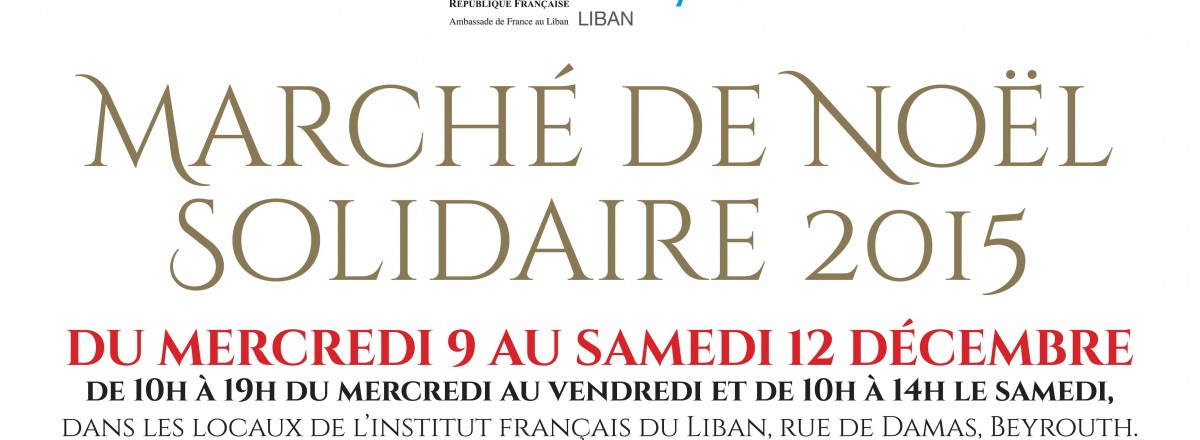 RÉPUBLIQUE FRANÇAISE
Ambassade de France au Liban LIBAN
MARCHÉ DE NOËL
SOLIDAIRE 2015
DU MERCREDI 9 AU SAMEDI 12 DÉCEMBRE
DE 10H À 19H DU MERCREDI AU VENDREDI ET DE 10H À 14H LE SAMEDI,
DANS LES LOCAUX DE L'INSTITUT FRANÇAIS DU LIBAN, RUE DE DAMAS, BEYROUTH.